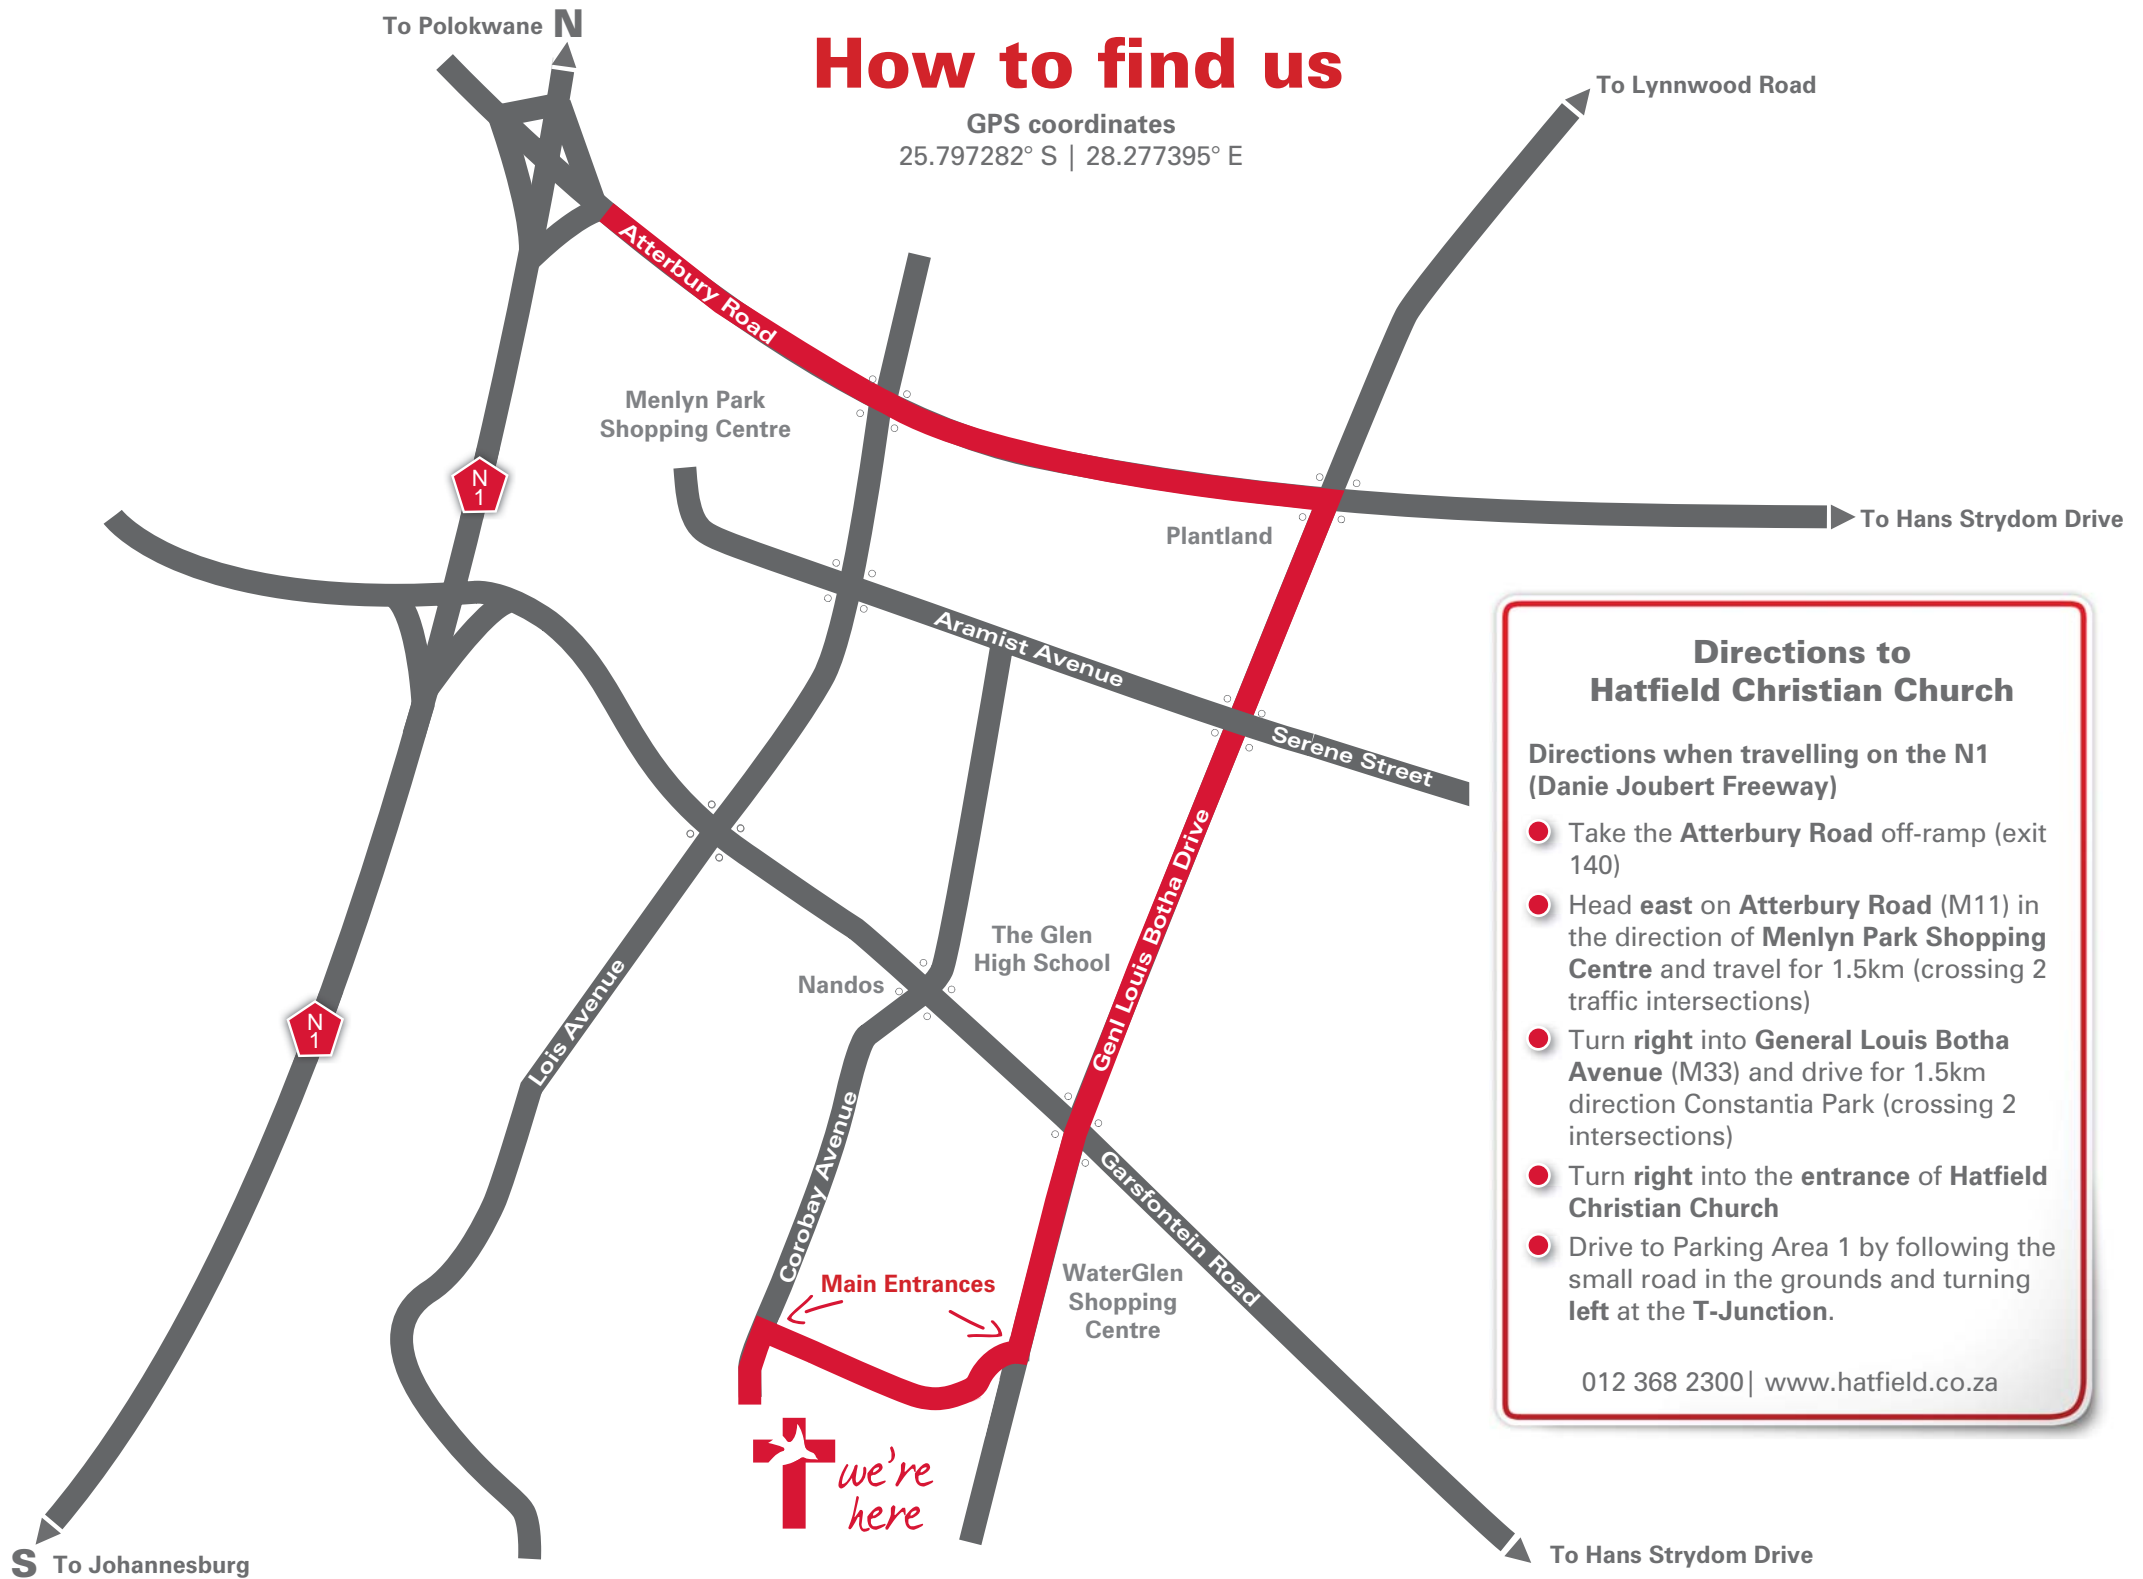 To Polokwane N
How to find us
GPS coordinates
25.797282° S | 28.277395° E
To Lynnwood Road
Atterbury Road
Menlyn Park
Shopping Centre
N
1
Plantland
To Hans Strydom Drive
Aramist Avenue
Serene Street
Genl Louis Botha Drive
The Glen
High School
Nandos
Lois Avenue
N
1
Corobay Avenue
Garsfontein Road
Main Entrances
WaterGlen
Shopping
Centre
we're
here
S To Johannesburg
To Hans Strydom Drive
Directions to
Hatfield Christian Church
Directions when travelling on the N1
(Danie Joubert Freeway)
Take the Atterbury Road off-ramp (exit
140)
Head east on Atterbury Road (M11) in
the direction of Menlyn Park Shopping
Centre and travel for 1.5km (crossing 2
traffic intersections)
Turn right into General Louis Botha
Avenue (M33) and drive for 1.5km
direction Constantia Park (crossing 2
intersections)
Turn right into the entrance of Hatfield
Christian Church
Drive to Parking Area 1 by following the
small road in the grounds and turning
left at the T-Junction.
012 368 2300| www.hatfield.co.za